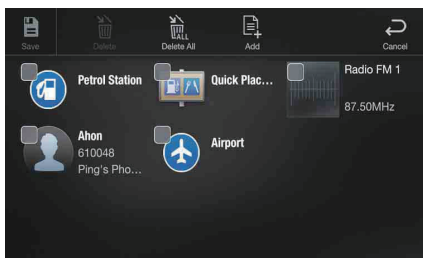 Save
Delete
ALL
Delete All
Add
Cancel
Petrol Station
Quick Plac...
Radio FM 1
87.50MHz
Ahon
610048
Ping's Pho...
Airport